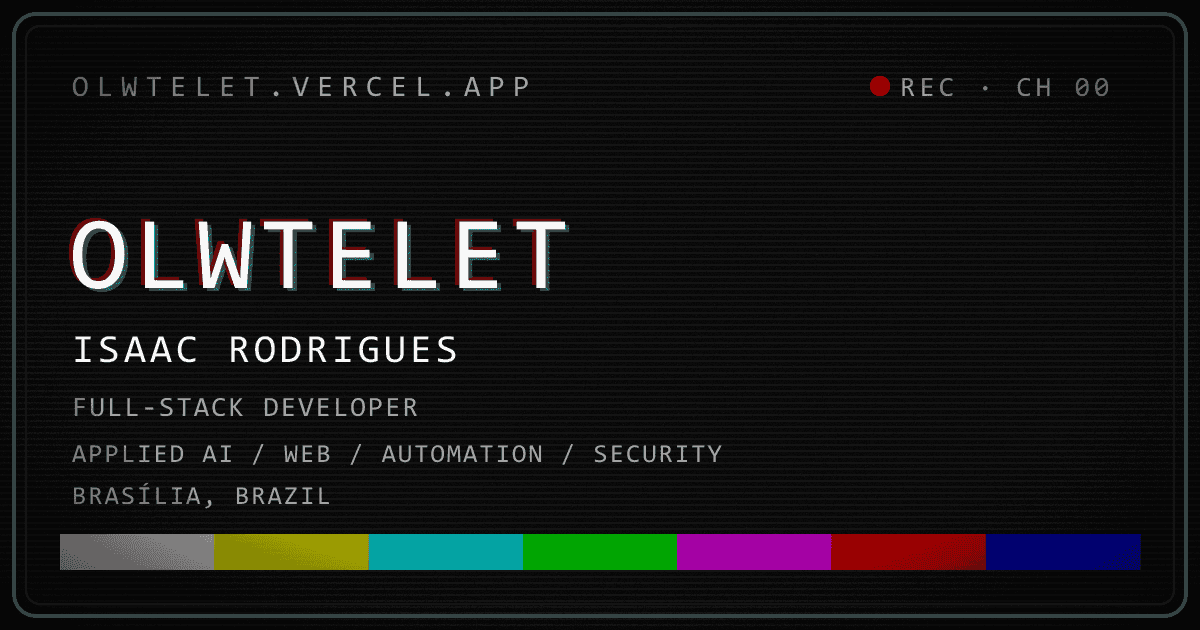 OLWTELET.VERCEL.APP
REC · CH 00
OLWTELET
ISAAC RODRIGUES
FULL-STACK DEVELOPER
APPLIED AI / WEB / AUTOMATION / SECURITY
BRASÍLIA, BRAZIL